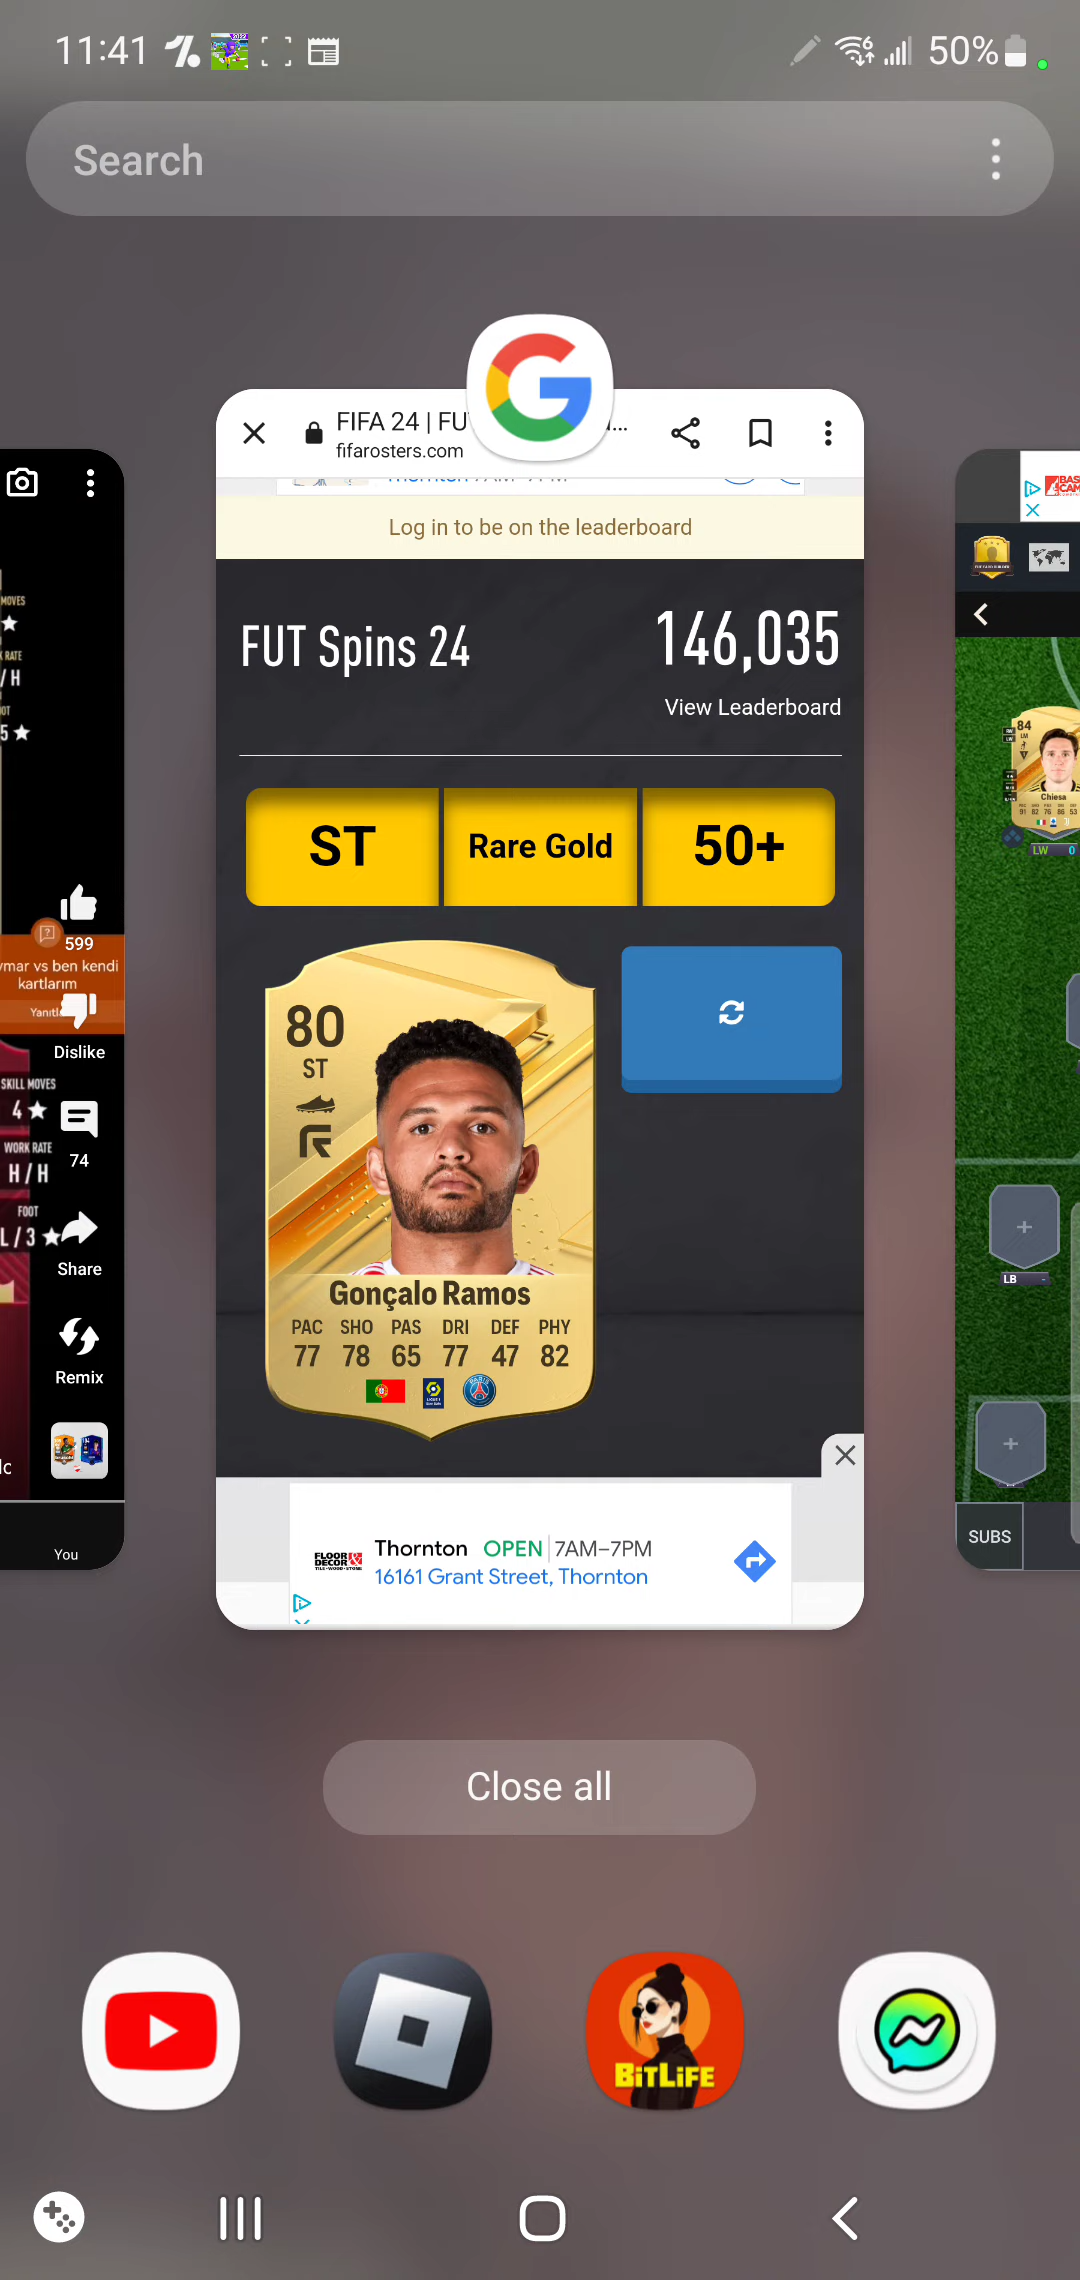 11:41
50%
Search
FIFA 24 | FU
fifarosters.com
Log in to be on the leaderboard
FUT Spins 24
146,035
View Leaderboard
ST
Rare Gold
50+
80
ST
Gonçalo Ramos
PAC SHO PAS DRI DEF PHY
77 78 65 77 47 82
FLOOR & DECOR
Thornton OPEN 7AM–7PM
16161 Grant Street, Thornton
MOVES
RATE
/ H
5
599
ymar vs ben kendi
kartlarım
Dislike
SKILL MOVES
4
74
WORK RATE
H / H
FOOT
L / 3
Share
Remix
You
84
Chiesa
LW 0
LB -
SUBS
Close all
BITLIFE